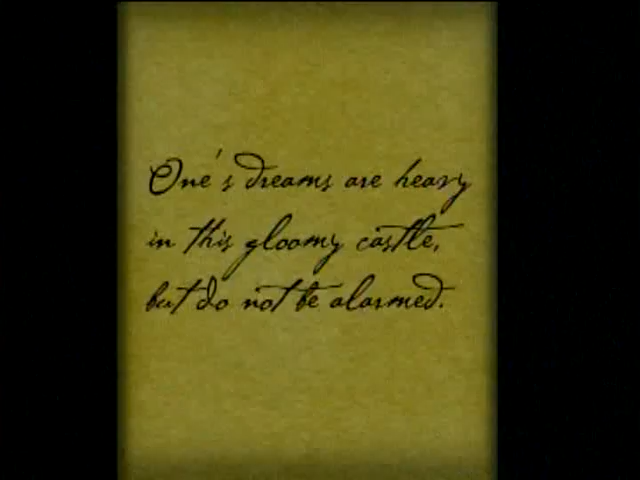 One's dreams are heavy
in this gloomy castle,
but do not be alarmed.